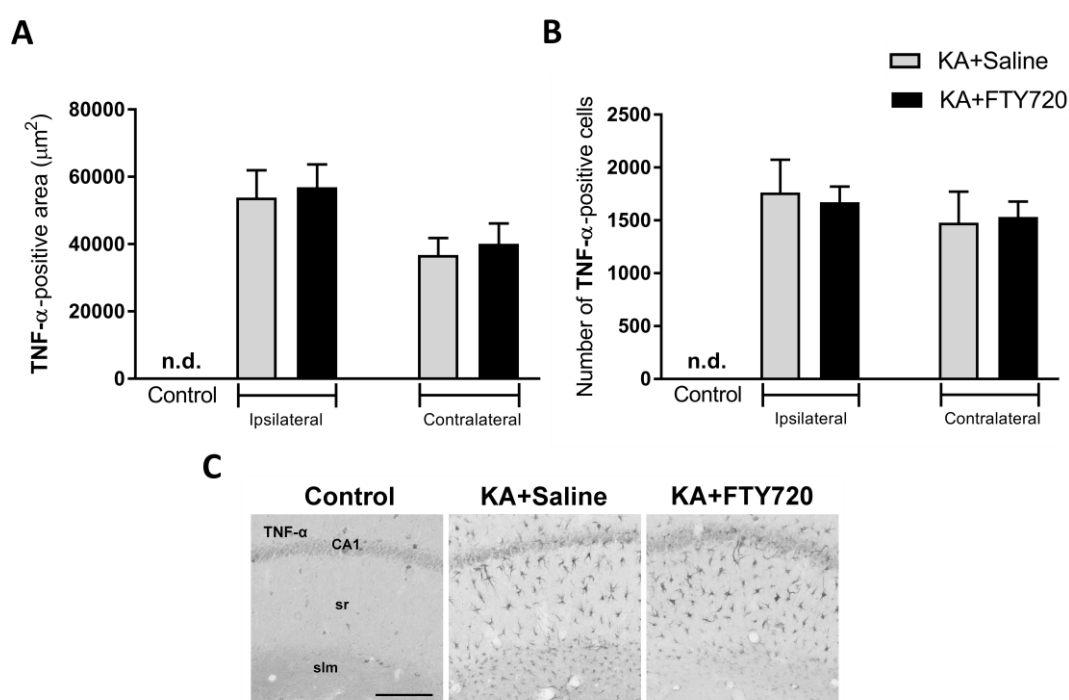 A
TNF-α-positive area (μm²)
80000
60000
40000
20000
0
n.d.
Control
Ipsilateral
Contralateral
B
KA+Saline
KA+FTY720
Number of TNF-α-positive cells
2500
2000
1500
1000
500
0
n.d.
Control
Ipsilateral
Contralateral
C
Control
KA+Saline
KA+FTY720
TNF-α
CA1
sr
slm